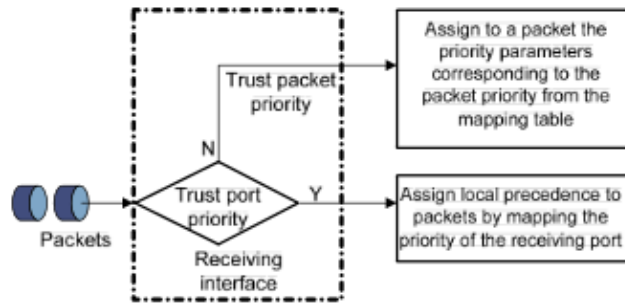 Assign to a packet the
priority parameters
corresponding to the
packet priority from the
mapping table
Trust packet
priority
N
Trust port
priority
Y
Packets
Receiving
interface
Assign local precedence to
packets by mapping the
priority of the receiving port